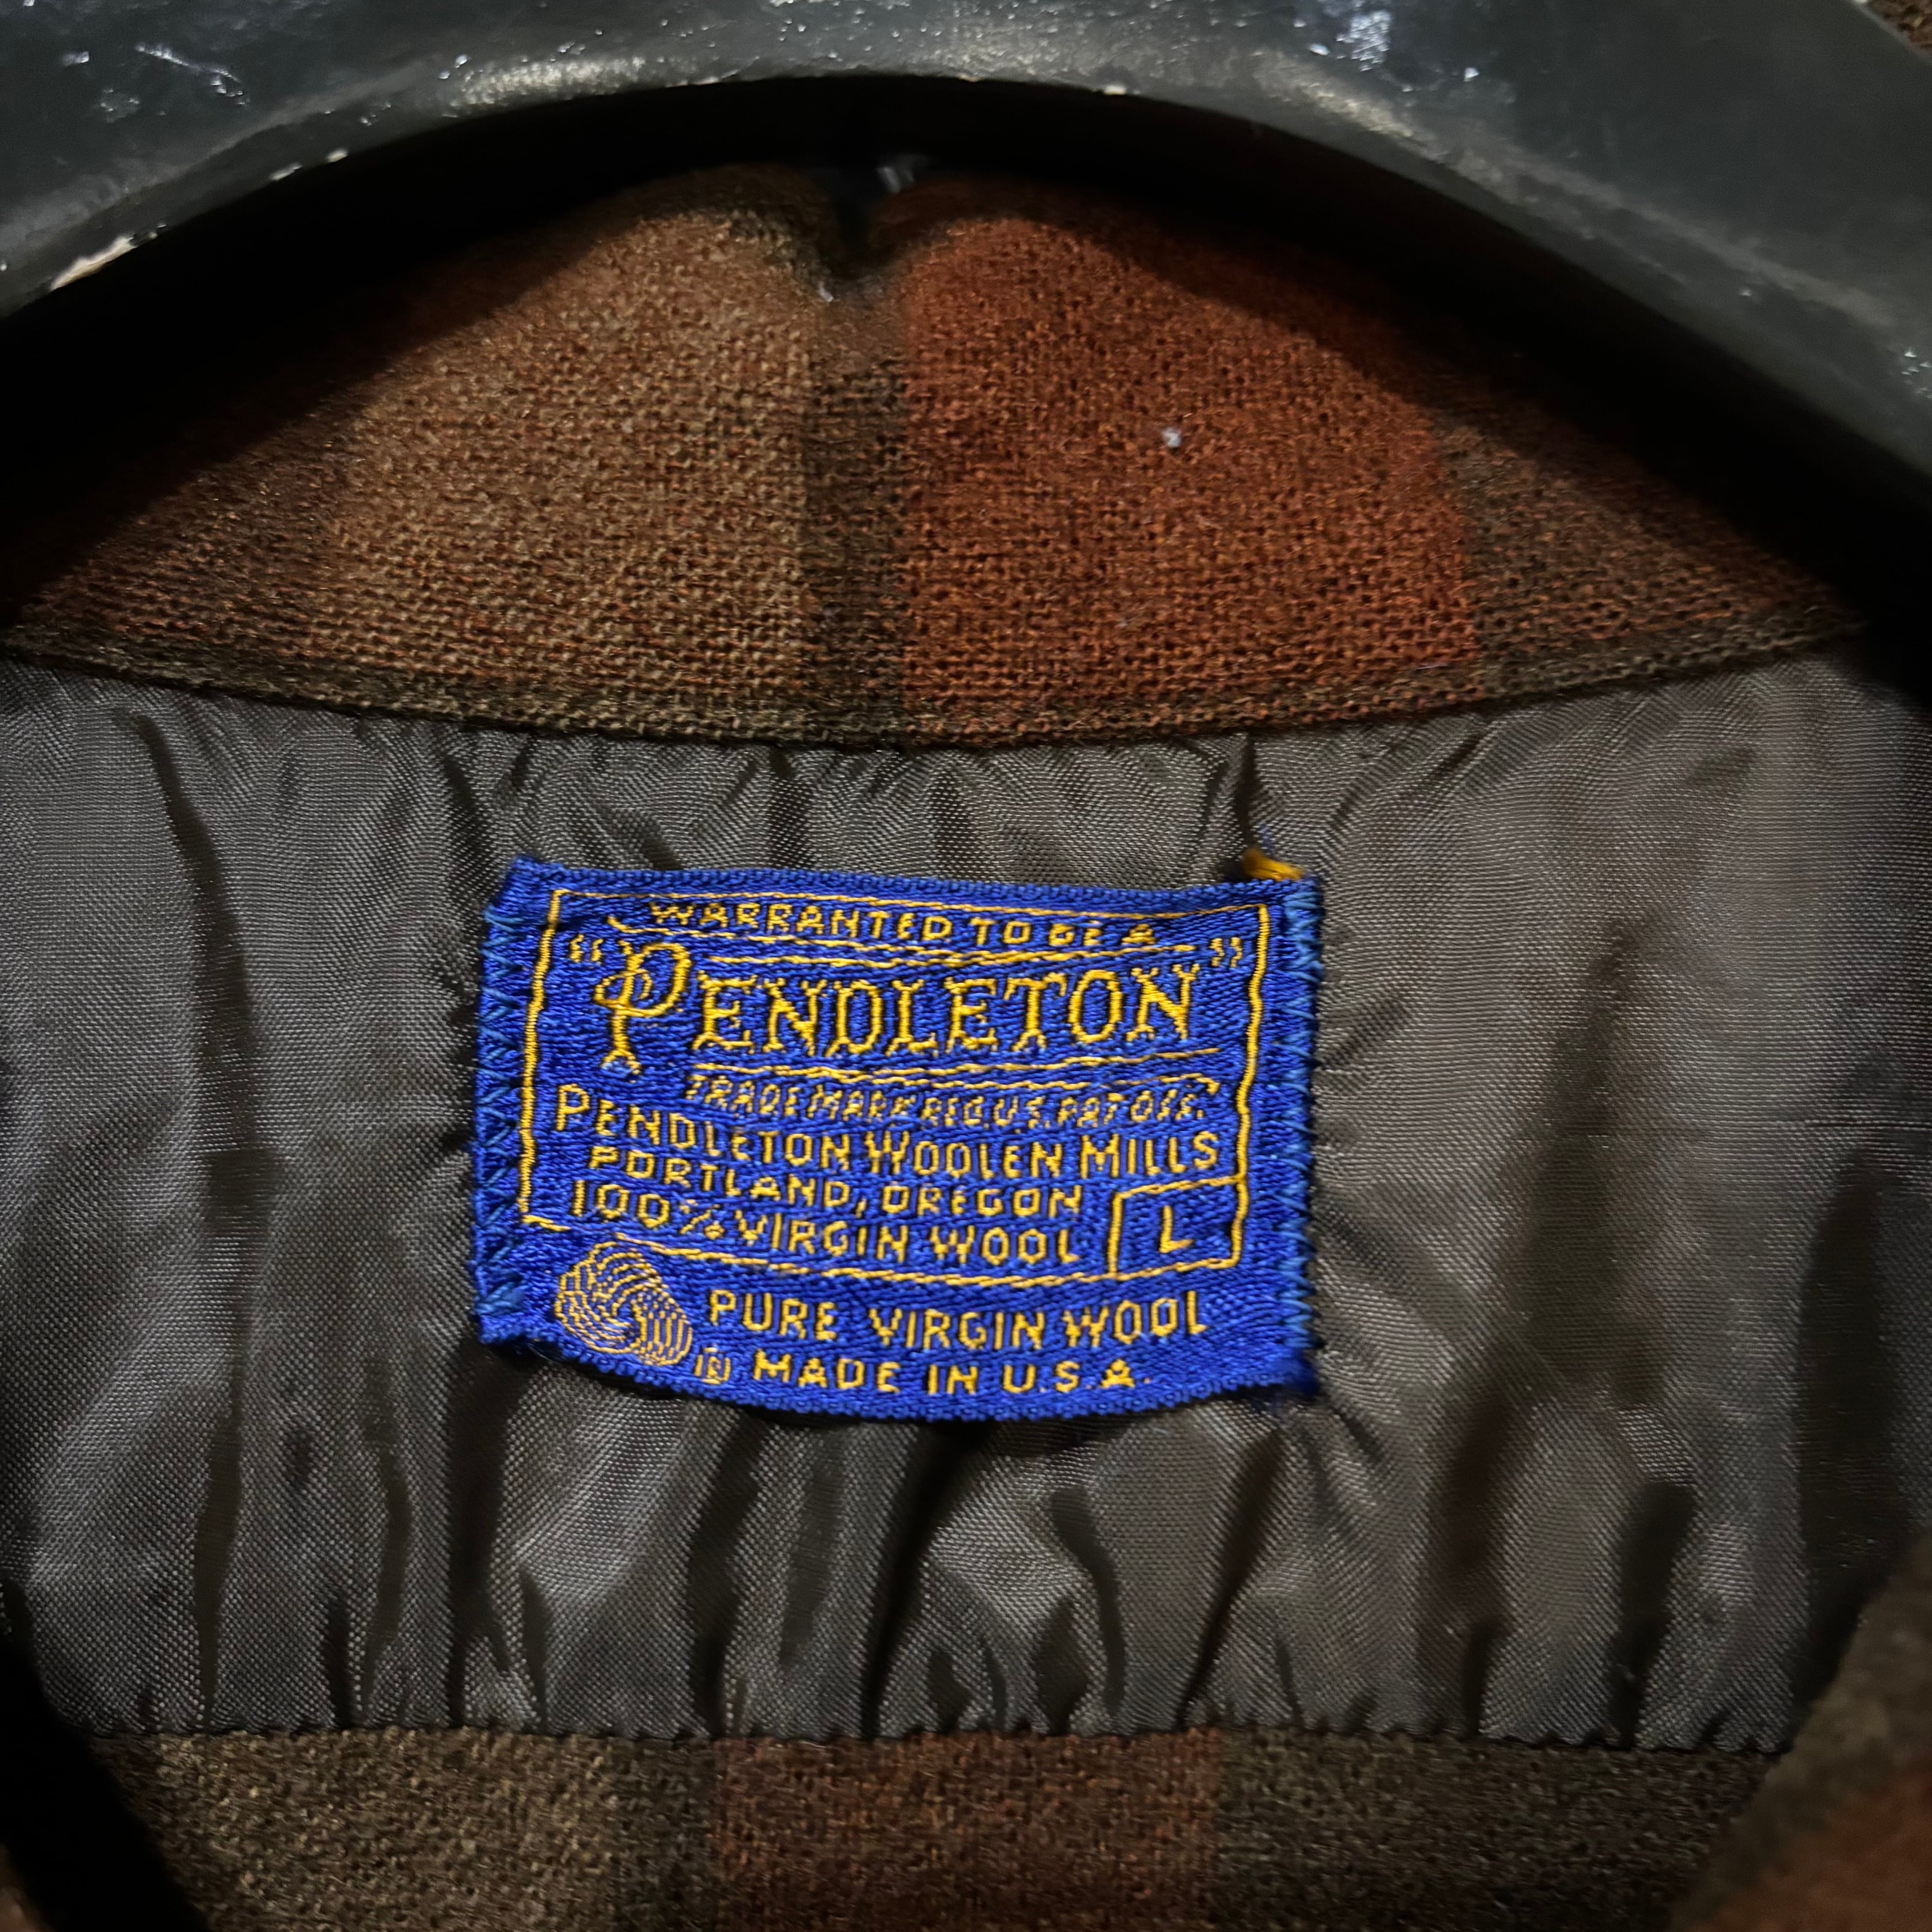 WARRANTED TO BE A
"PENDLETON"
TRADE MARK REG. U.S. PAT. OFF.
PENDLETON WOOLEN MILLS
PORTLAND, OREGON
100% VIRGIN WOOL L
PURE VIRGIN WOOL
® MADE IN U.S.A.